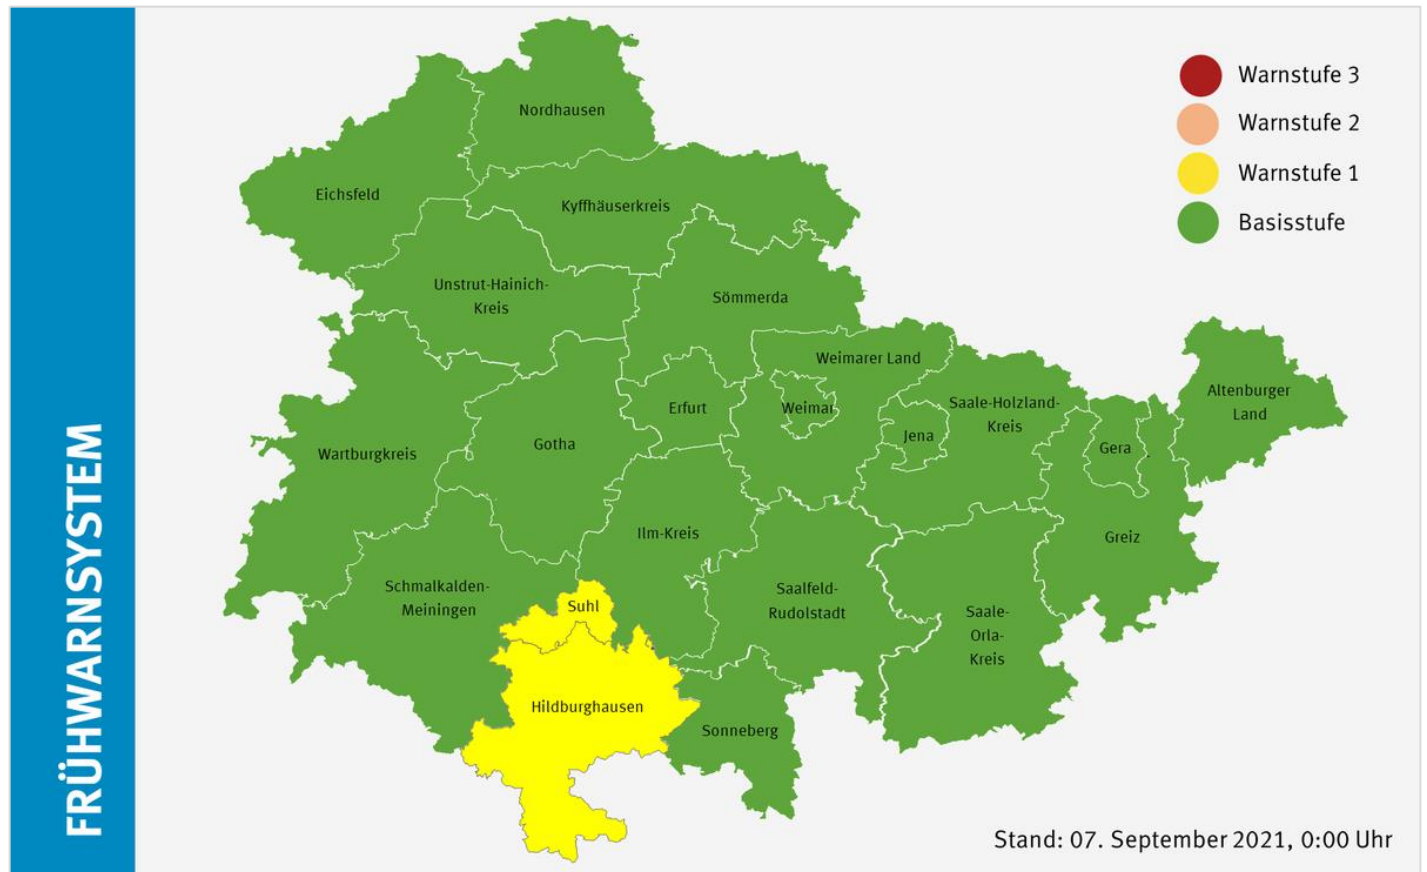 FRÜHWARNSYSTEM
Warnstufe 3
Warnstufe 2
Warnstufe 1
Basisstufe
Nordhausen
Eichsfeld
Kyffhäuserkreis
Unstrut-Hainich-
Kreis
Sömmerda
Weimarer Land
Altenburger
Land
Saale-Holzland-
Kreis
Weimar
Erfurt
Jena
Gera
Gotha
Wartburgkreis
Ilm-Kreis
Greiz
Schmalkalden-
Meiningen
Suhl
Saalfeld-
Rudolstadt
Saale-
Orla-
Kreis
Hildburghausen
Sonneberg
Stand: 07. September 2021, 0:00 Uhr